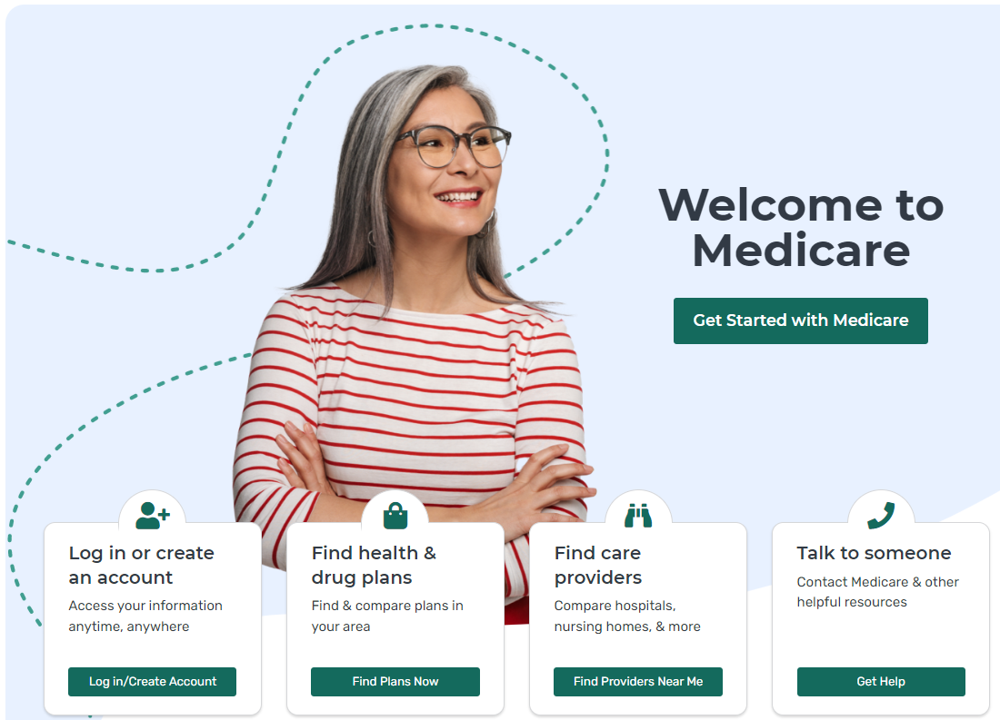 Welcome to
Medicare
Get Started with Medicare
Log in or create
an account
Access your information
anytime, anywhere
Log in/Create Account
Find health &
drug plans
Find & compare plans in
your area
Find Plans Now
Find care
providers
Compare hospitals,
nursing homes, & more
Find Providers Near Me
Talk to someone
Contact Medicare & other
helpful resources
Get Help